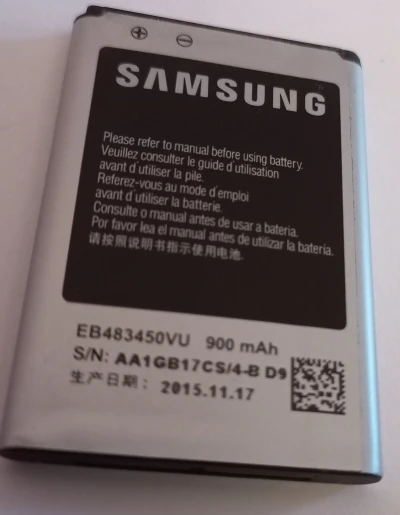 SAMSUNG
Please refer to manual before using battery.
Veuillez consulter le guide d'utilisation
avant d'utiliser la pile.
Referez-vous au mode d'emploi
avant d'utiliser la batterie.
Consulte o manual antes de usar a bateria.
Por favor lea el manual antes de utilizar la bateria.
请按照说明书指示使用电池.
EB483450VU 900 mAh
S/N: AA1GB17CS/4-B D9
生产日期: 2015.11.17